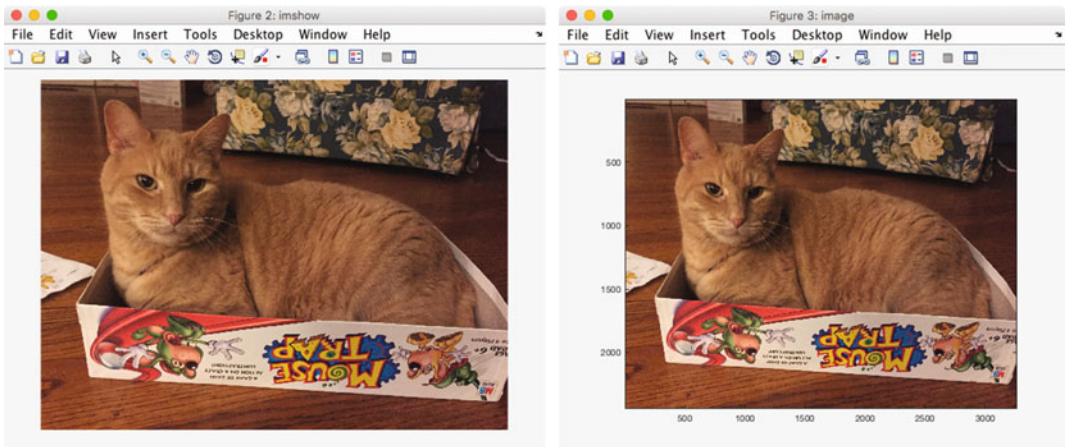 Figure 2: imshow
File Edit View Insert Tools Desktop Window Help
MOUSE
TRAP
Figure 3: image
File Edit View Insert Tools Desktop Window Help
500
1000
1500
2000
500 1000 1500 2000 2500 3000
MOUSE
TRAP